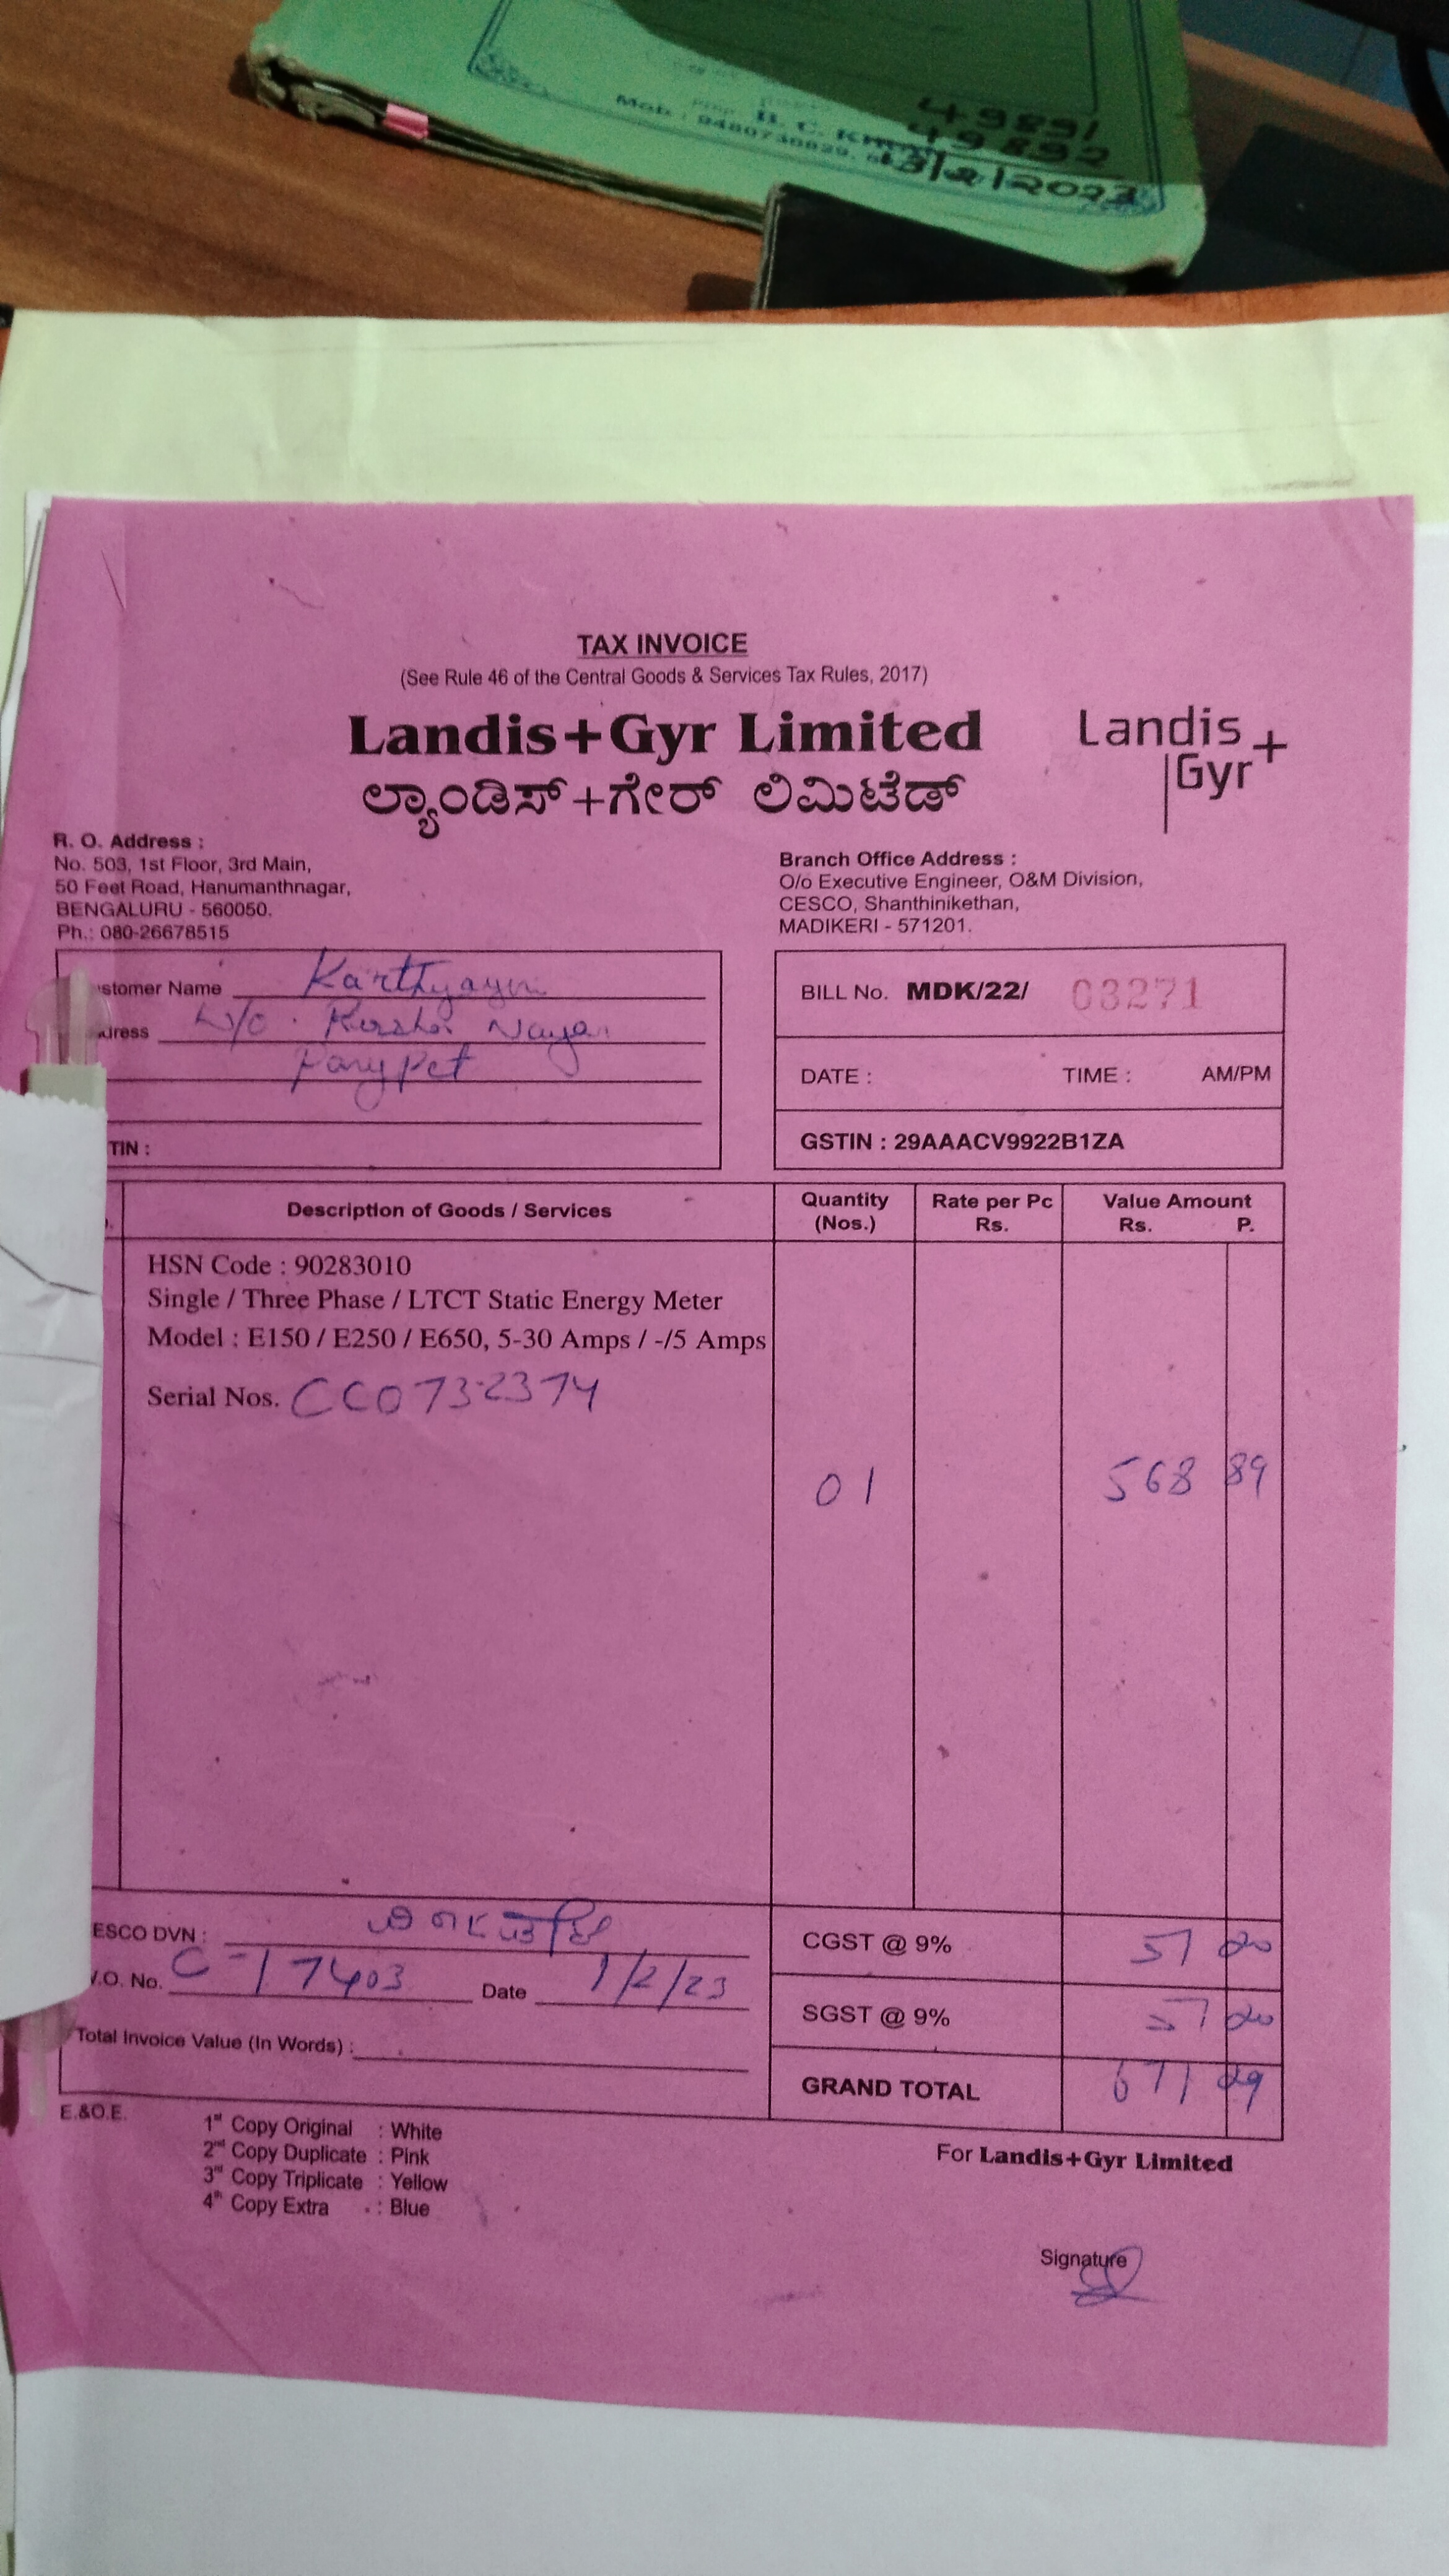 49891
49892
B. C.
Mob : 9480730829,
13/2/2023
TAX INVOICE
(See Rule 46 of the Central Goods & Services Tax Rules, 2017)
Landis+Gyr Limited
Landis
Gyr+
ಲ್ಯಾಂಡಿಸ್+ಗೇರ್ ಲಿಮಿಟೆಡ್
R. O. Address :
No. 503, 1st Floor, 3rd Main,
50 Feet Road, Hanumanthnagar,
BENGALURU - 560050.
Ph.: 080-26678515
Branch Office Address :
O/o Executive Engineer, O&M Division,
CESCO, Shanthinikethan,
MADIKERI - 571201.
stomer Name Karthyayini
dress W/o.
TIN :
BILL No. MDK/22/ 03271
DATE : TIME : AM/PM
GSTIN : 29AAACV9922B1ZA
Description of Goods / Services Quantity (Nos.) Rate per Pc Rs. Value Amount Rs. P.
HSN Code : 90283010
Single / Three Phase / LTCT Static Energy Meter
Model : E150 / E250 / E650, 5-30 Amps / -/5 Amps
Serial Nos. CC0732374
01 568 89
ESCO DVN :
.O. No. C-17403 Date 1/2/23
Total Invoice Value (In Words) :
CGST @ 9% 51 20
SGST @ 9% 51 20
GRAND TOTAL 671 29
E.&O.E.
1st Copy Original : White
2nd Copy Duplicate : Pink
3rd Copy Triplicate : Yellow
4th Copy Extra : Blue
For Landis+Gyr Limited
Signature